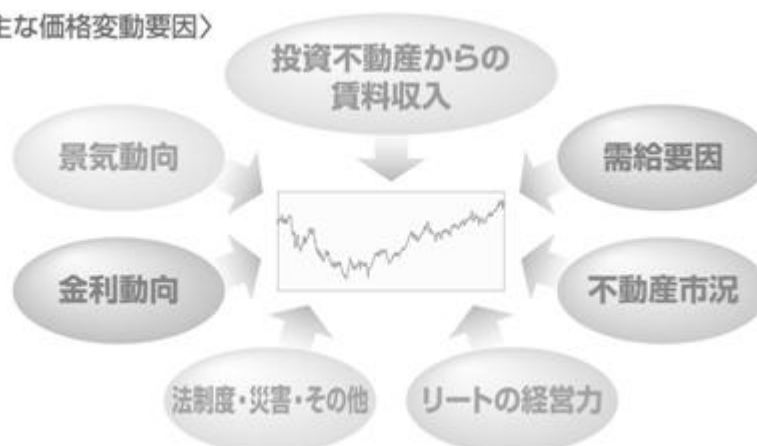 主な価格変動要因〉
投資不動産からの
賃料収入
景気動向
需給要因
金利動向
不動産市況
法制度・災害・その他
リートの経営力